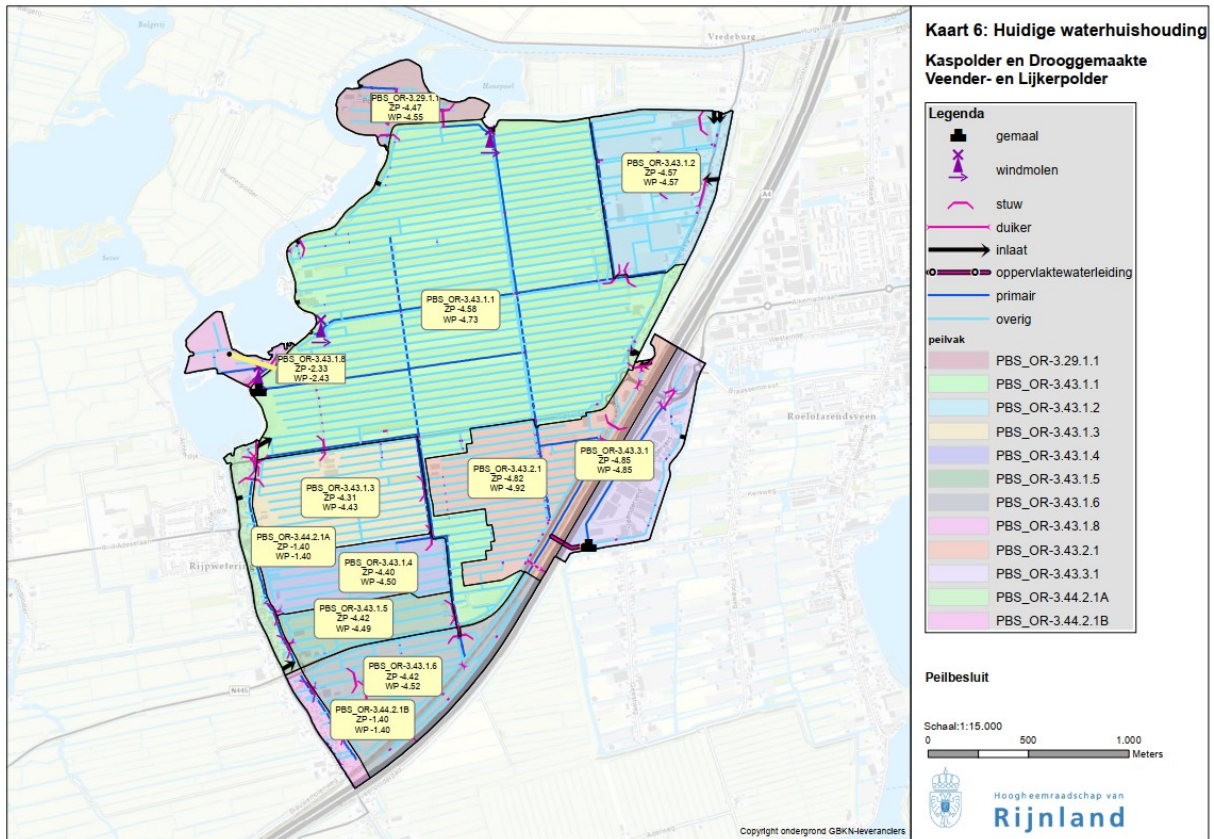 Kaart 6: Huidige waterhuishouding
Kaspolder en Drooggemaakte
Veender- en Lijkerpolder
Legenda
gemaal
windmolen
stuw
duiker
inlaat
oppervlaktewaterleiding
primair
overig
peilvak
PBS_OR-3.29.1.1
PBS_OR-3.43.1.1
PBS_OR-3.43.1.2
PBS_OR-3.43.1.3
PBS_OR-3.43.1.4
PBS_OR-3.43.1.5
PBS_OR-3.43.1.6
PBS_OR-3.43.1.8
PBS_OR-3.43.2.1
PBS_OR-3.43.3.1
PBS_OR-3.44.2.1A
PBS_OR-3.44.2.1B
Peilbesluit
Schaal:1:15.000
0 500 1.000
Meters
Hoogheemraadschap van
Rijnland
Vredeburg
PBS_OR-3.29.1.1
ZP -4.47
WP -4.55
PBS_OR-3.43.1.2
ZP -4.57
WP -4.57
A4
PBS_OR-3.43.1.1
ZP -4.58
WP -4.73
PBS_OR-3.43.1.8
ZP -2.33
WP -2.43
Roelofarendsveen
PBS_OR-3.43.3.1
ZP -4.85
WP -4.85
PBS_OR-3.43.2.1
ZP -4.82
WP -4.92
PBS_OR-3.43.1.3
ZP -4.31
WP -4.43
PBS_OR-3.44.2.1A
ZP -1.40
WP -1.40
Rijpwetering
PBS_OR-3.43.1.4
ZP -4.40
WP -4.50
PBS_OR-3.43.1.5
ZP -4.42
WP -4.49
PBS_OR-3.43.1.6
ZP -4.42
WP -4.52
N445
PBS_OR-3.44.2.1B
ZP -1.40
WP -1.40
Copyright ondergrond GBKN-leveranciers